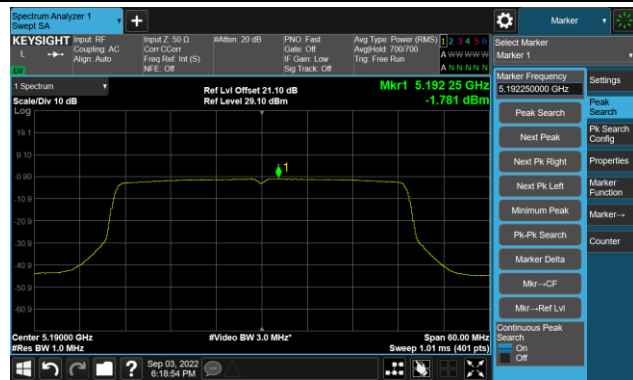 Spectrum Analyzer 1
Swept SA
Marker
KEYSIGHT
Input: RF
Coupling: AC
Align: Auto
Input Z: 50 Ω
Corr CCorr
Freq Ref: Int (S)
NFE: Off
#Atten: 20 dB
PNO: Fast
Gate: Off
IF Gain: Low
Sig Track: Off
Avg Type: Power (RMS)
Avg|Hold: 700/700
Trig: Free Run
1 2 3 4 5 6
A W W W W W
A N N N N N
L
Select Marker
Marker 1
1 Spectrum
Scale/Div 10 dB
Log
Ref Lvl Offset 21.10 dB
Ref Level 29.10 dBm
Mkr1 5.192 25 GHz
-1.781 dBm
19.1
9.10
-0.90
-10.9
-20.9
-30.9
-40.9
-50.9
-60.9
1
Center 5.19000 GHz
#Res BW 1.0 MHz
#Video BW 3.0 MHz*
Span 60.00 MHz
Sweep 1.01 ms (401 pts)
Marker Frequency
5.192250000 GHz
Peak Search
Next Peak
Next Pk Right
Next Pk Left
Minimum Peak
Pk-Pk Search
Marker Delta
Mkr→CF
Mkr→Ref Lvl
Continuous Peak
Search
On
Off
Settings
Peak
Search
Pk Search
Config
Properties
Marker
Function
Marker→
Counter
?
Sep 03, 2022
6:18:54 PM